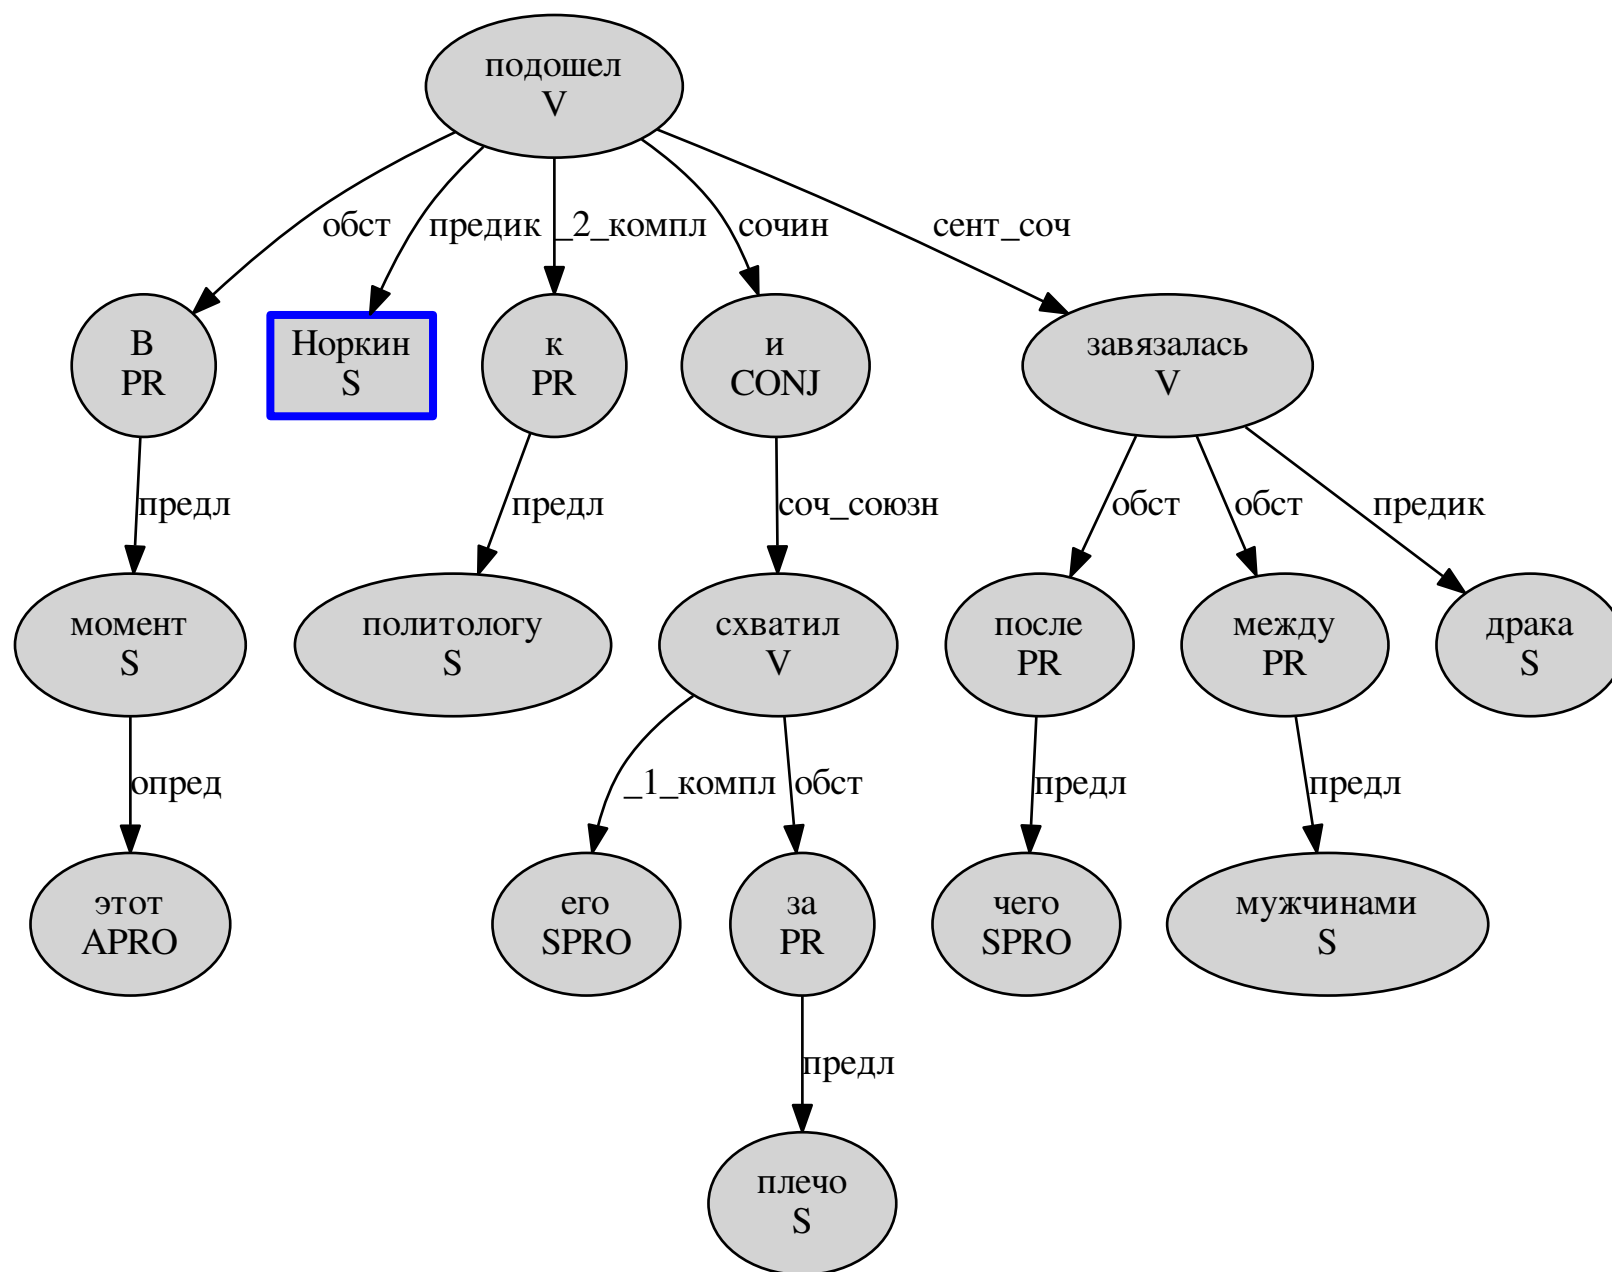 подошел
V
обст
предик
_2_компл
сочин
сент_соч
В
PR
Норкин
S
к
PR
и
CONJ
завязалась
V
предл
предл
соч_союзн
обст
обст
предик
момент
S
политологу
S
схватил
V
после
PR
между
PR
драка
S
опред
_1_компл
обст
предл
предл
этот
APRO
его
SPRO
за
PR
чего
SPRO
мужчинами
S
предл
плечо
S